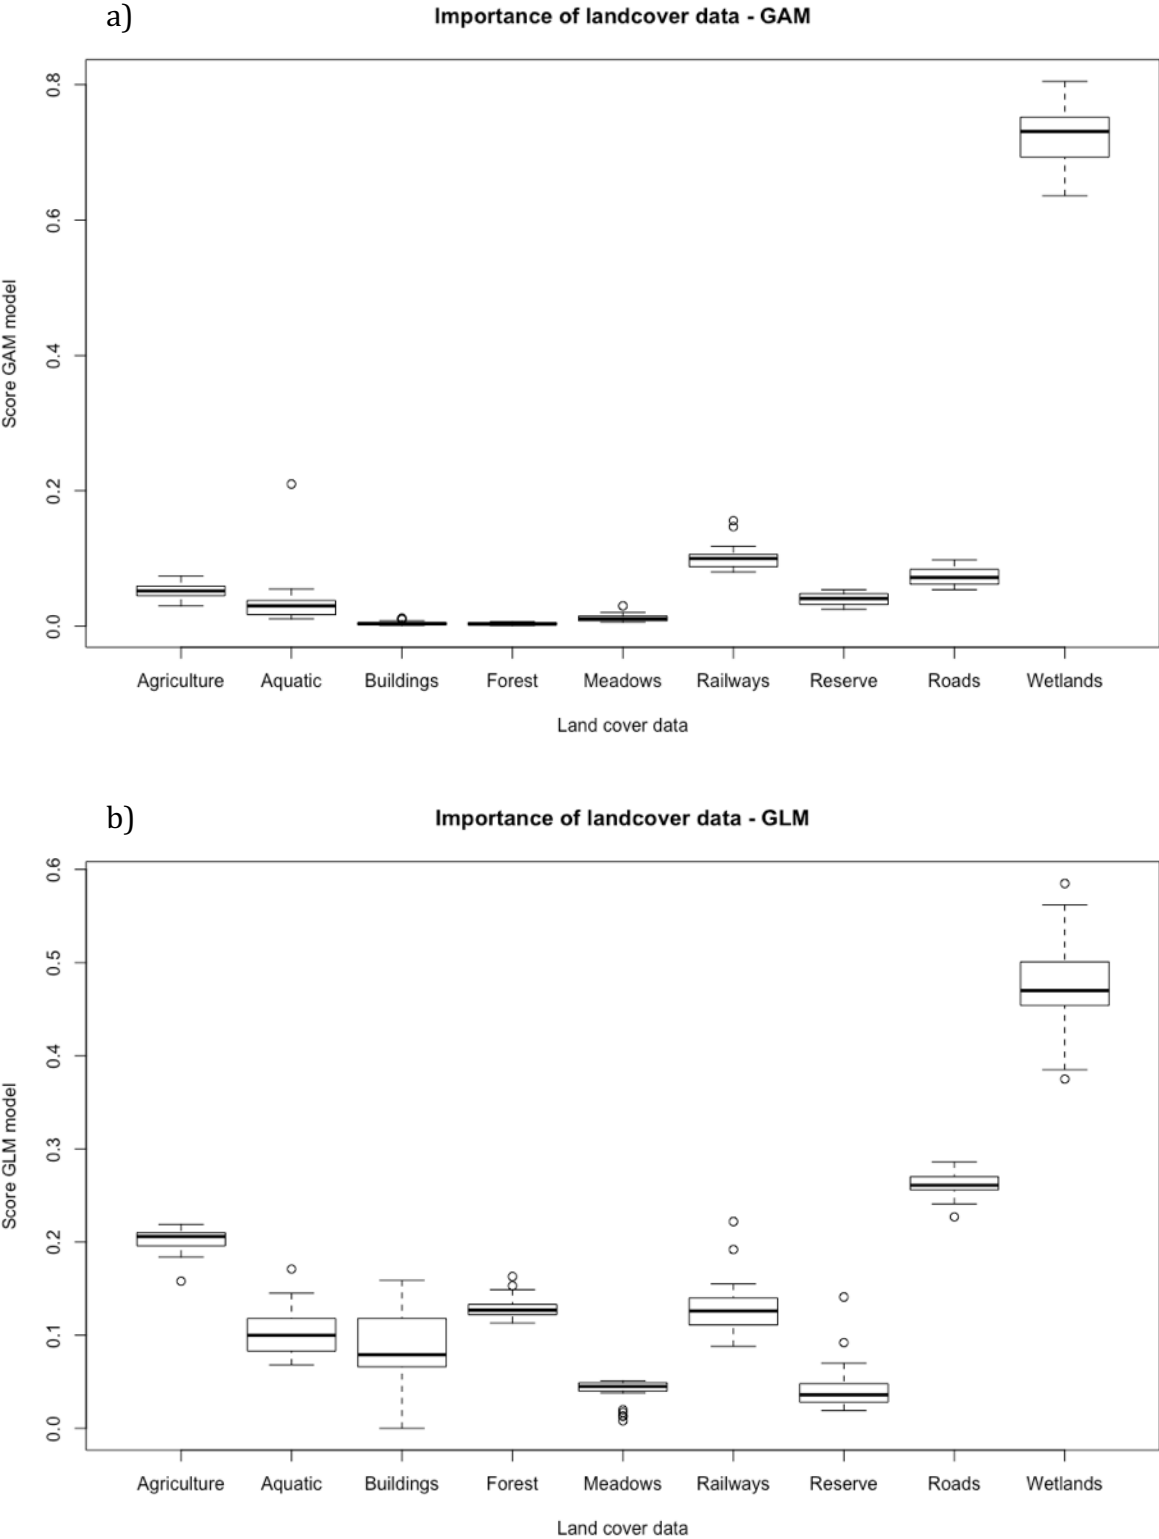 a)
Importance of landcover data - GAM
0.8
0.6
0.4
0.2
0.0
Score GAM model
Agriculture Aquatic Buildings Forest Meadows Railways Reserve Roads Wetlands
Land cover data
b)
Importance of landcover data - GLM
0.6
0.5
0.4
0.3
0.2
0.1
0.0
Score GLM model
Agriculture Aquatic Buildings Forest Meadows Railways Reserve Roads Wetlands
Land cover data